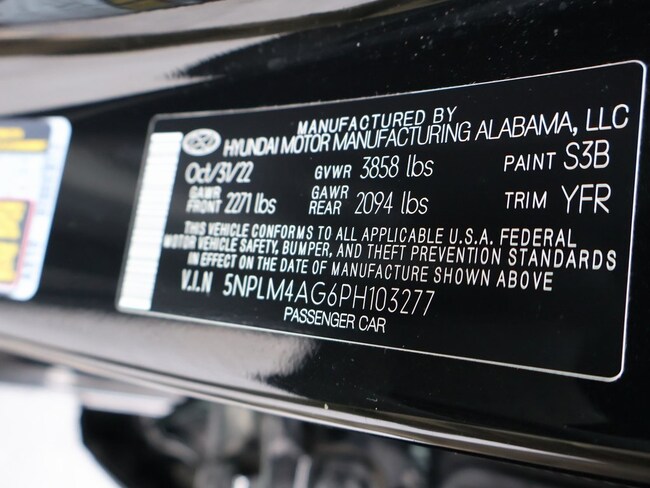 MANUFACTURED BY
HYUNDAI MOTOR MANUFACTURING ALABAMA, LLC
Oct/31/22 GVWR 3858 lbs PAINT S3B
GAWR FRONT 2271 lbs GAWR REAR 2094 lbs TRIM YFR
THIS VEHICLE CONFORMS TO ALL APPLICABLE U.S.A. FEDERAL
MOTOR VEHICLE SAFETY, BUMPER, AND THEFT PREVENTION STANDARDS
IN EFFECT ON THE DATE OF MANUFACTURE SHOWN ABOVE
V.I.N 5NPLM4AG6PH103277
PASSENGER CAR